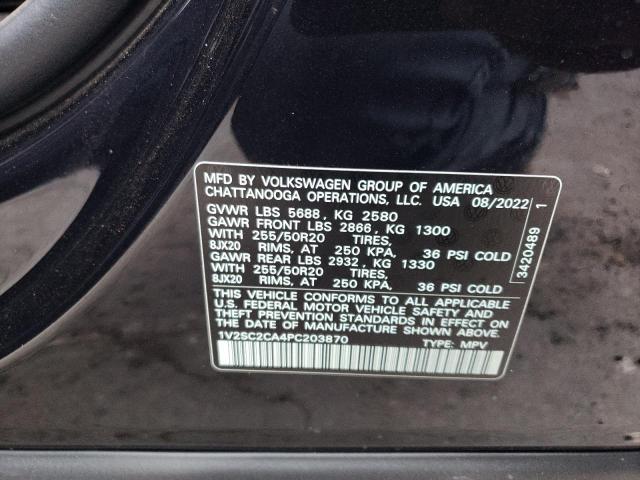 MFD BY VOLKSWAGEN GROUP OF AMERICA
CHATTANOOGA OPERATIONS, LLC. USA 08/2022
GVWR LBS 5688, KG 2580
GAWR FRONT LBS 2866, KG 1300
WITH 255/50R20 TIRES,
8JX20 RIMS, AT 250 KPA, 36 PSI COLD
GAWR REAR LBS 2932, KG 1330
WITH 255/50R20 TIRES,
8JX20 RIMS, AT 250 KPA, 36 PSI COLD
THIS VEHICLE CONFORMS TO ALL APPLICABLE
U.S. FEDERAL MOTOR VEHICLE SAFETY AND
THEFT PREVENTION STANDARDS IN EFFECT ON
THE DATE OF MANUFACTURE SHOWN ABOVE.
1V2SC2CA4PC203870 TYPE: MPV
3420489 1